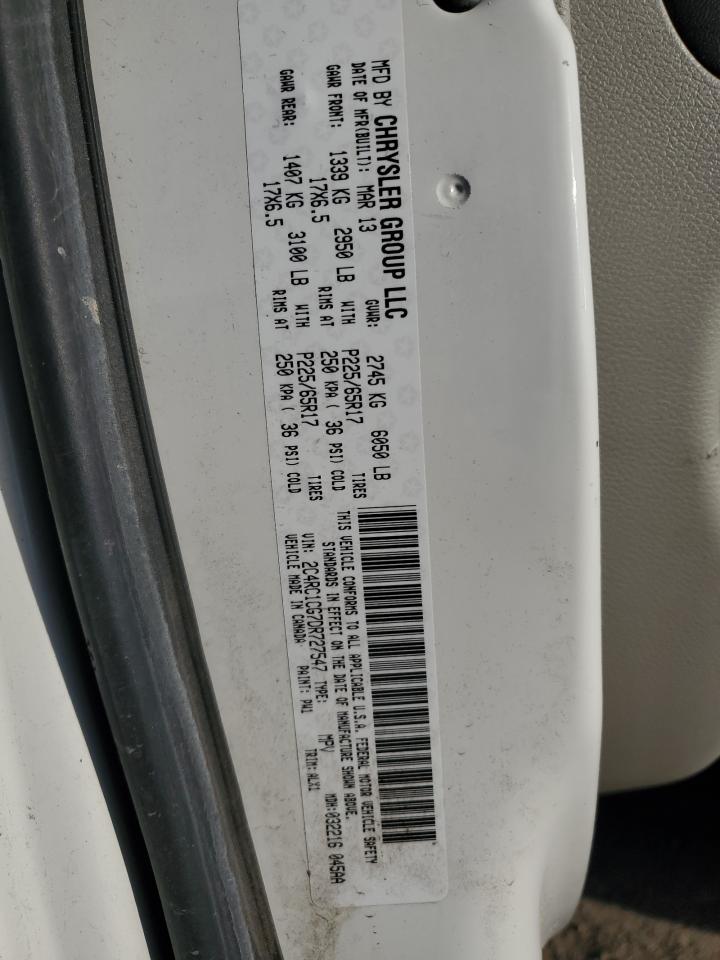 MFD BY CHRYSLER GROUP LLC
DATE OF MFR(BUILT): MAR 13 GVWR: 2745 KG 6050 LB
GAWR FRONT: 1339 KG 2950 LB WITH P225/65R17 TIRES
17X6.5 RIMS AT 250 KPA ( 36 PSI) COLD
GAWR REAR: 1407 KG 3100 LB WITH P225/65R17 TIRES
17X6.5 RIMS AT 250 KPA ( 36 PSI) COLD
THIS VEHICLE CONFORMS TO ALL APPLICABLE U.S.A. FEDERAL MOTOR VEHICLE SAFETY
STANDARDS IN EFFECT ON THE DATE OF MANUFACTURE SHOWN ABOVE.
VIN: 2C4RC1CG7DR727547 TYPE: MPV MDH:032216 045AA
VEHICLE MADE IN CANADA PAINT: PW1 TRIM: ALX1